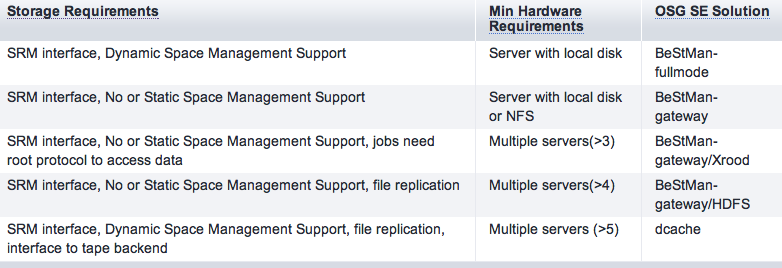 Storage Requirements
Min Hardware Requirements
OSG SE Solution
SRM interface, Dynamic Space Management Support
Server with local disk
BeStMan-
fullmode
SRM interface, No or Static Space Management Support
Server with local disk
or NFS
BeStMan-
gateway
SRM interface, No or Static Space Management Support, jobs need
root protocol to access data
Multiple servers(>3)
BeStMan-
gateway/Xrood
SRM interface, No or Static Space Management Support, file replication
Multiple servers(>4)
BeStMan-
gateway/HDFS
SRM interface, Dynamic Space Management Support, file replication,
interface to tape backend
Multiple servers (>5)
dcache